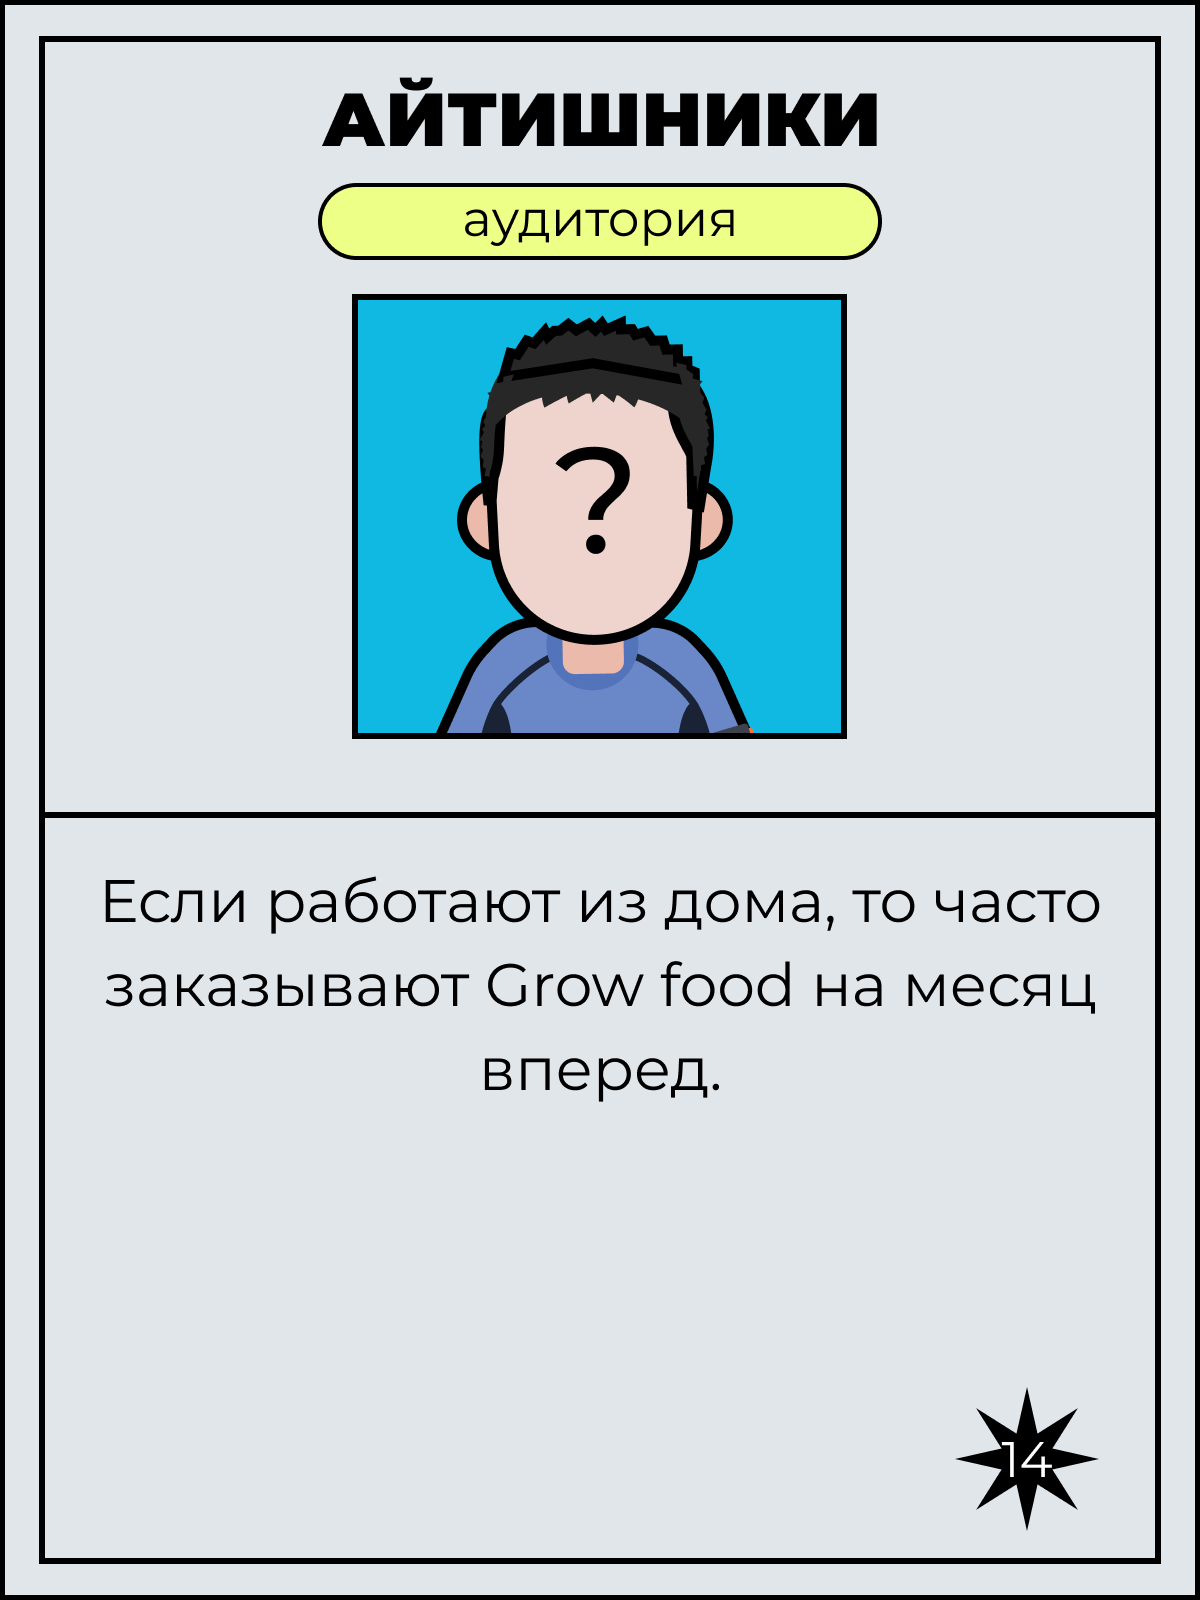 АЙТИШНИКИ
аудитория
?
Если работают из дома, то часто
заказывают Grow food на месяц
вперед.
14